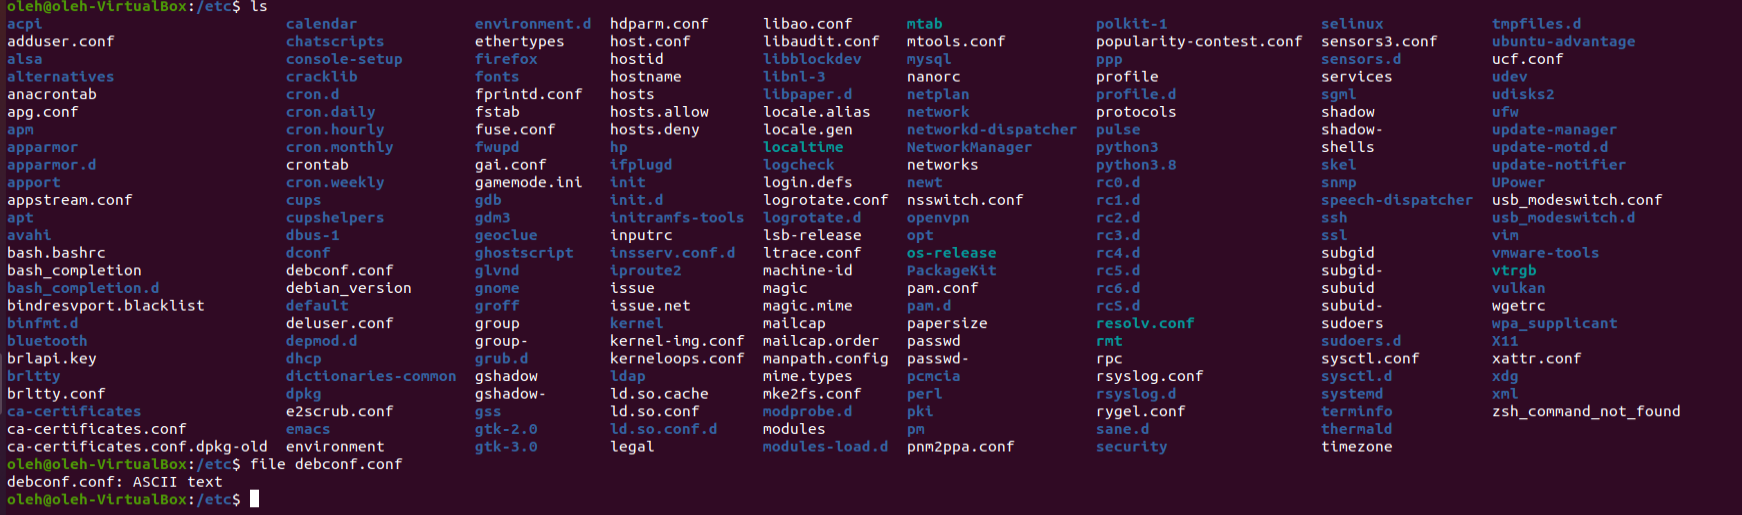 oleh@oleh-VirtualBox:/etc$ ls
acpi calendar environment.d hdparm.conf libao.conf mtab polkit-1 selinux tmpfiles.d
adduser.conf chatscripts ethertypes host.conf libaudit.conf mtools.conf popularity-contest.conf sensors3.conf ubuntu-advantage
alsa console-setup firefox hostid libblockdev mysql ppp sensors.d ucf.conf
alternatives cracklib fonts hostname libnl-3 nanorc profile services udev
anacrontab cron.d fprintd.conf hosts libpaper.d netplan profile.d sgml udisks2
apg.conf cron.daily fstab hosts.allow locale.alias network protocols shadow ufw
apm cron.hourly fuse.conf hosts.deny locale.gen networkd-dispatcher pulse shadow- update-manager
apparmor cron.monthly fwupd hp localtime NetworkManager python3 shells update-motd.d
apparmor.d crontab gai.conf ifplugd logcheck networks python3.8 skel update-notifier
apport cron.weekly gamemode.ini init login.defs newt rc0.d snmp UPower
appstream.conf cups gdb init.d logrotate.conf nsswitch.conf rc1.d speech-dispatcher usb_modeswitch.conf
apt cupshelpers gdm3 initramfs-tools logrotate.d openvpn rc2.d ssh usb_modeswitch.d
avahi dbus-1 geoclue inputrc lsb-release opt rc3.d ssl vim
bash.bashrc dconf ghostscript insserv.conf.d ltrace.conf os-release rc4.d subgid vmware-tools
bash_completion debconf.conf glvnd iproute2 machine-id PackageKit rc5.d subgid- vtrgb
bash_completion.d debian_version gnome issue magic pam.conf rc6.d subuid vulkan
bindresvport.blacklist default groff issue.net magic.mime pam.d rcS.d subuid- wgetrc
binfmt.d deluser.conf group kernel mailcap papersize resolv.conf sudoers wpa_supplicant
bluetooth depmod.d group- kernel-img.conf mailcap.order passwd rmt sudoers.d X11
brlapi.key dhcp grub.d kerneloops.conf manpath.config passwd- rpc sysctl.conf xattr.conf
brltty dictionaries-common gshadow ldap mime.types pcmcia rsyslog.conf sysctl.d xdg
brltty.conf dpkg gshadow- ld.so.cache mke2fs.conf perl rsyslog.d systemd xml
ca-certificates e2scrub.conf gss ld.so.conf modprobe.d pki rygel.conf terminfo zsh_command_not_found
ca-certificates.conf emacs gtk-2.0 ld.so.conf.d modules pm sane.d thermald
ca-certificates.conf.dpkg-old environment gtk-3.0 legal modules-load.d pnm2ppa.conf security timezone
oleh@oleh-VirtualBox:/etc$ file debconf.conf
debconf.conf: ASCII text
oleh@oleh-VirtualBox:/etc$